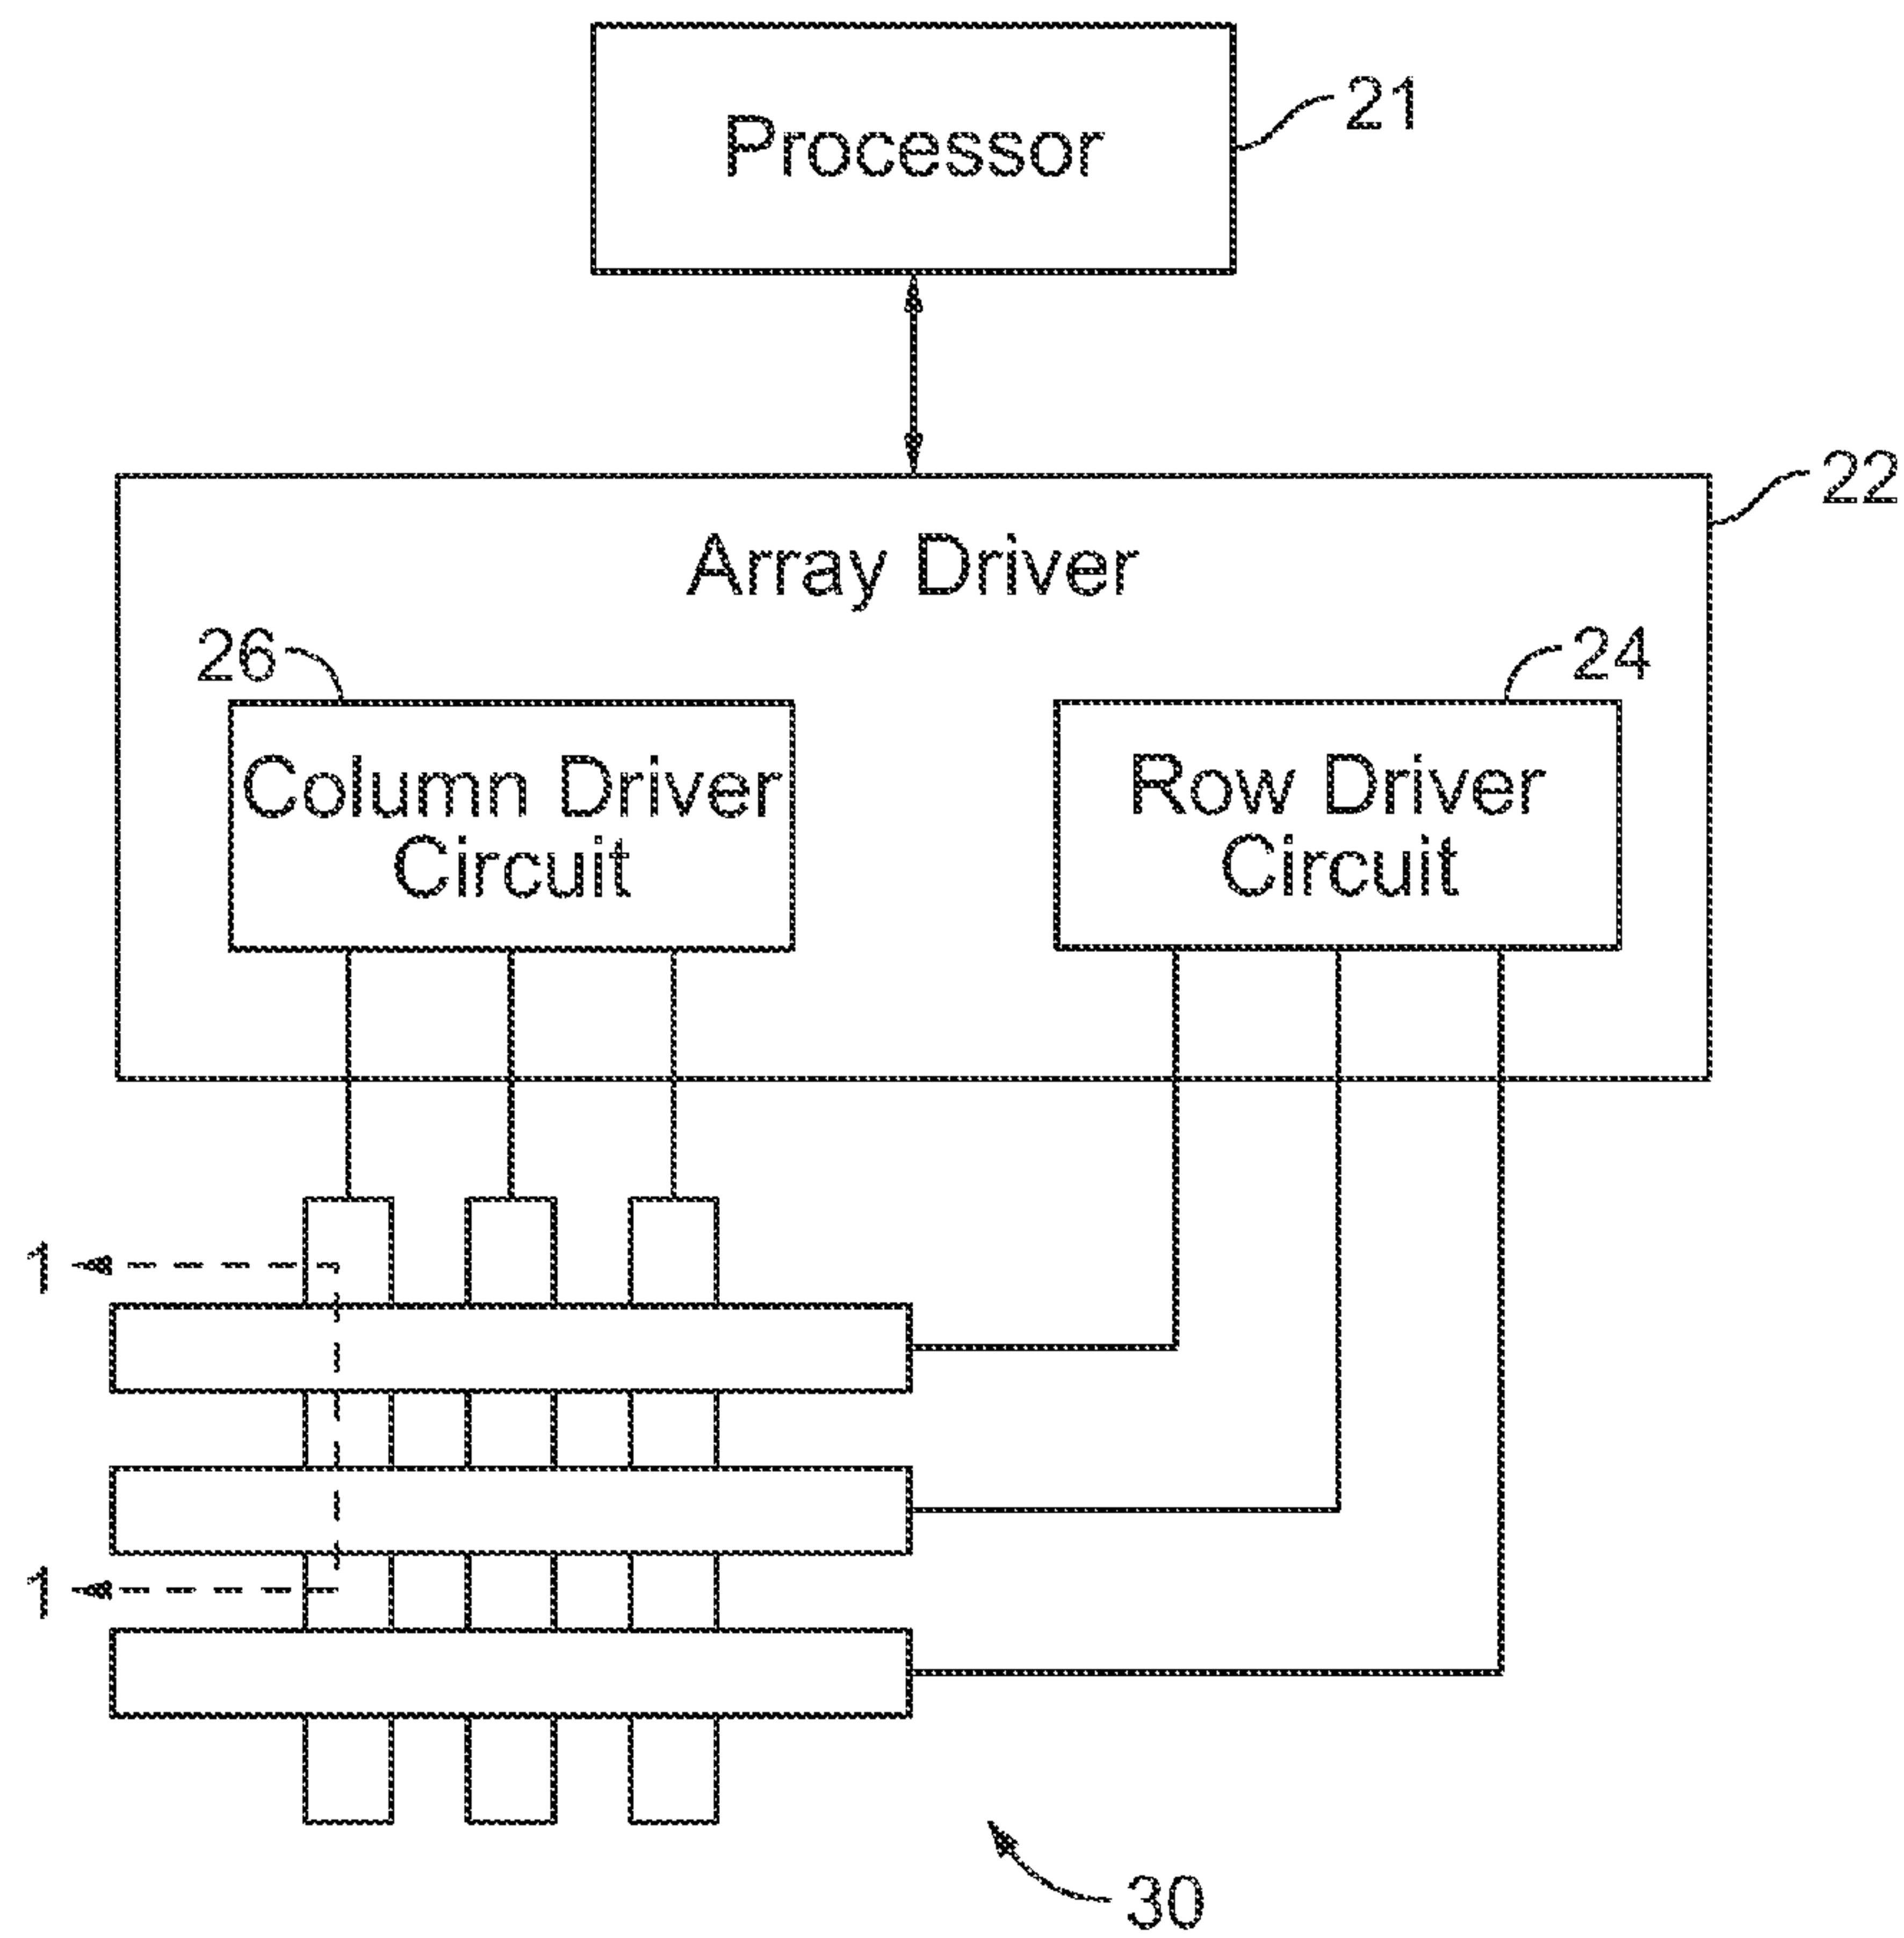 Processor
21
22
Array Driver
26
24
Column Driver
Circuit
Row Driver
Circuit
1
1
30